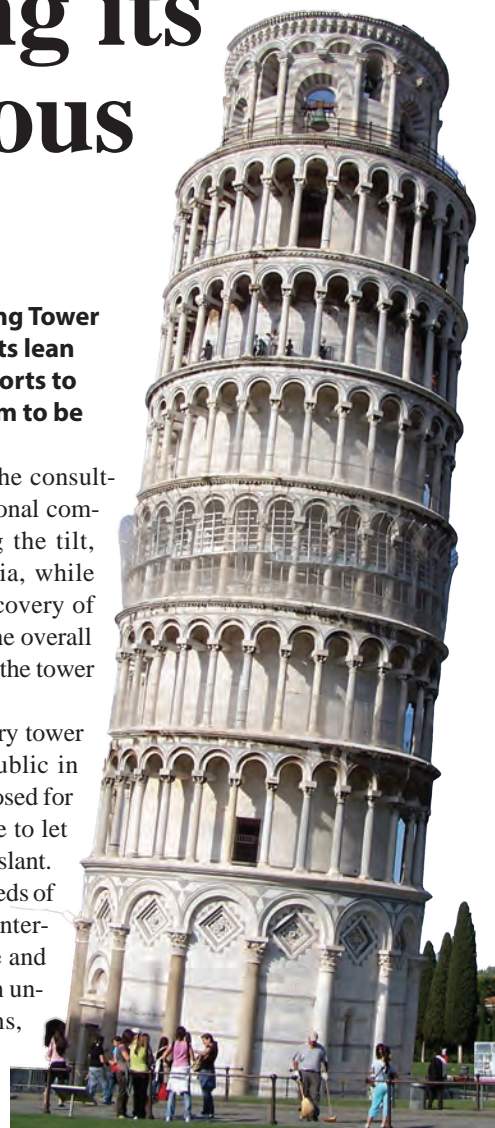 ng its
ous
ng Tower
ts lean
orts to
m to be
he consult-
onal com-
g the tilt,
ia, while
covery of
he overall
the tower
ry tower
ublic in
osed for
e to let
slant.
eds of
nter-
e and
n un-
ns,